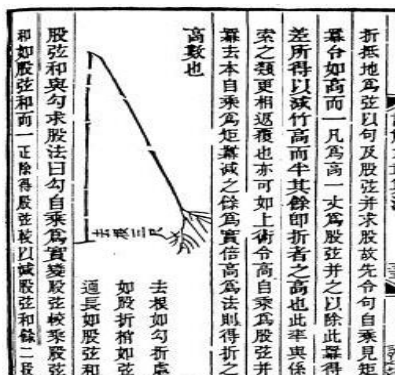 折抵地爲弦以句及股弦并求股故先令句自乘見矩
冪台如高而一凡爲高一丈爲股弦并之以除此冪得
差所得以減竹高而半其餘即折者之高也此率與係
索之類更相返覆也亦可如上術令高自乘爲股弦并
冪去本自乘爲矩冪減之餘爲實倍高爲法則得折之
高數也
去根三尺
去根如勾折處
如股折梢如弦
通長如股弦和
股弦和與勾求股法曰勾自乘爲實變股弦較乘股弦
和如股弦和而一正除得股弦較以減股弦和餘二段